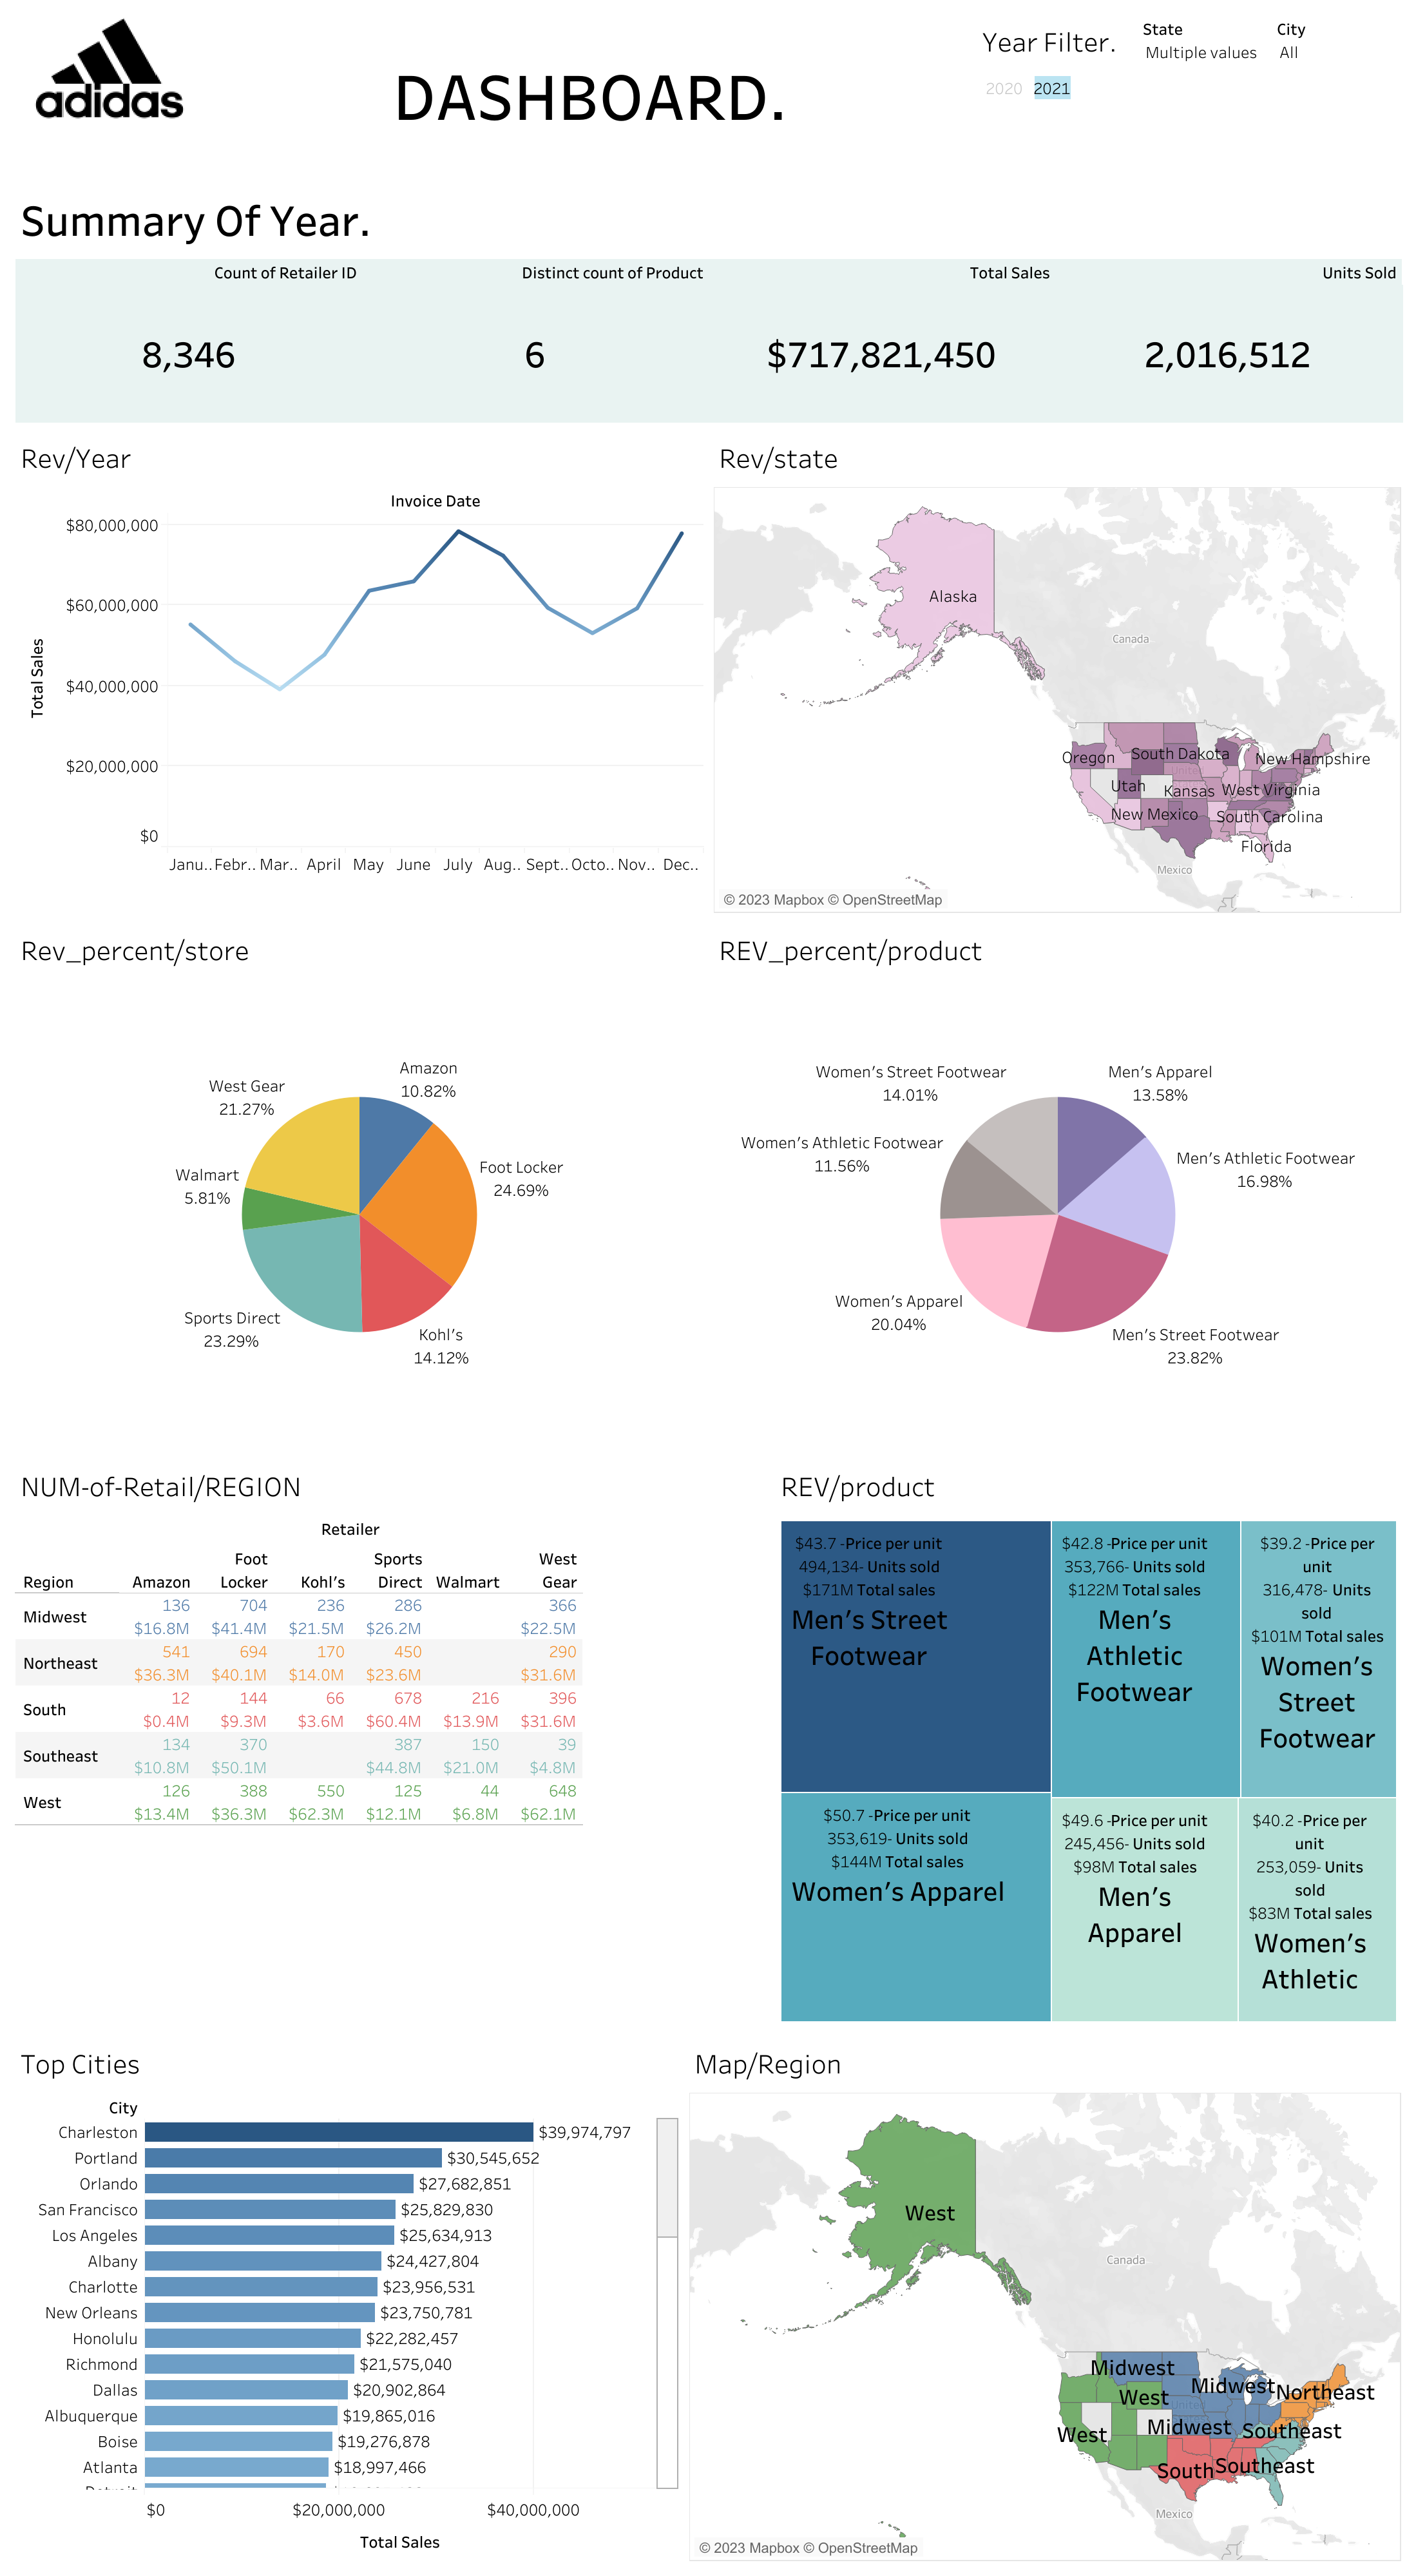 adidas
DASHBOARD.
Year Filter.
2020 2021
State
Multiple values
City
All
Summary Of Year.
Count of Retailer ID Distinct count of Product Total Sales Units Sold
8,346 6 $717,821,450 2,016,512
Rev/Year
Invoice Date
Total Sales
$80,000,000
$60,000,000
$40,000,000
$20,000,000
$0
Janu.. Febr.. Mar.. April May June July Aug.. Sept.. Octo.. Nov.. Dec..
Rev/state
Alaska
Canada
Oregon South Dakota New Hampshire
United
Utah Kansas West Virginia
New Mexico South Carolina
Florida
Mexico
© 2023 Mapbox © OpenStreetMap
Rev_percent/store
Amazon
10.82%
West Gear
21.27%
Foot Locker
24.69%
Walmart
5.81%
Sports Direct
23.29%
Kohl's
14.12%
REV_percent/product
Women's Street Footwear
14.01%
Men's Apparel
13.58%
Women's Athletic Footwear
11.56%
Men's Athletic Footwear
16.98%
Women's Apparel
20.04%
Men's Street Footwear
23.82%
NUM-of-Retail/REGION
Retailer
Foot Sports West
Region Amazon Locker Kohl's Direct Walmart Gear
Midwest
136 704 236 286 366
$16.8M $41.4M $21.5M $26.2M $22.5M
Northeast
541 694 170 450 290
$36.3M $40.1M $14.0M $23.6M $31.6M
South
12 144 66 678 216 396
$0.4M $9.3M $3.6M $60.4M $13.9M $31.6M
Southeast
134 370 387 150 39
$10.8M $50.1M $44.8M $21.0M $4.8M
West
126 388 550 125 44 648
$13.4M $36.3M $62.3M $12.1M $6.8M $62.1M
REV/product
$43.7 -Price per unit
494,134- Units sold
$171M Total sales
Men's Street
Footwear
$42.8 -Price per unit
353,766- Units sold
$122M Total sales
Men's
Athletic
Footwear
$39.2 -Price per
unit
316,478- Units
sold
$101M Total sales
Women's
Street
Footwear
$50.7 -Price per unit
353,619- Units sold
$144M Total sales
Women's Apparel
$49.6 -Price per unit
245,456- Units sold
$98M Total sales
Men's
Apparel
$40.2 -Price per
unit
253,059- Units
sold
$83M Total sales
Women's
Athletic
Top Cities
City
Charleston $39,974,797
Portland $30,545,652
Orlando $27,682,851
San Francisco $25,829,830
Los Angeles $25,634,913
Albany $24,427,804
Charlotte $23,956,531
New Orleans $23,750,781
Honolulu $22,282,457
Richmond $21,575,040
Dallas $20,902,864
Albuquerque $19,865,016
Boise $19,276,878
Atlanta $18,997,466
$0 $20,000,000 $40,000,000
Total Sales
Map/Region
West
Canada
Midwest
Midwest Northeast
West
United
West Midwest Southeast
South Southeast
Mexico
© 2023 Mapbox © OpenStreetMap